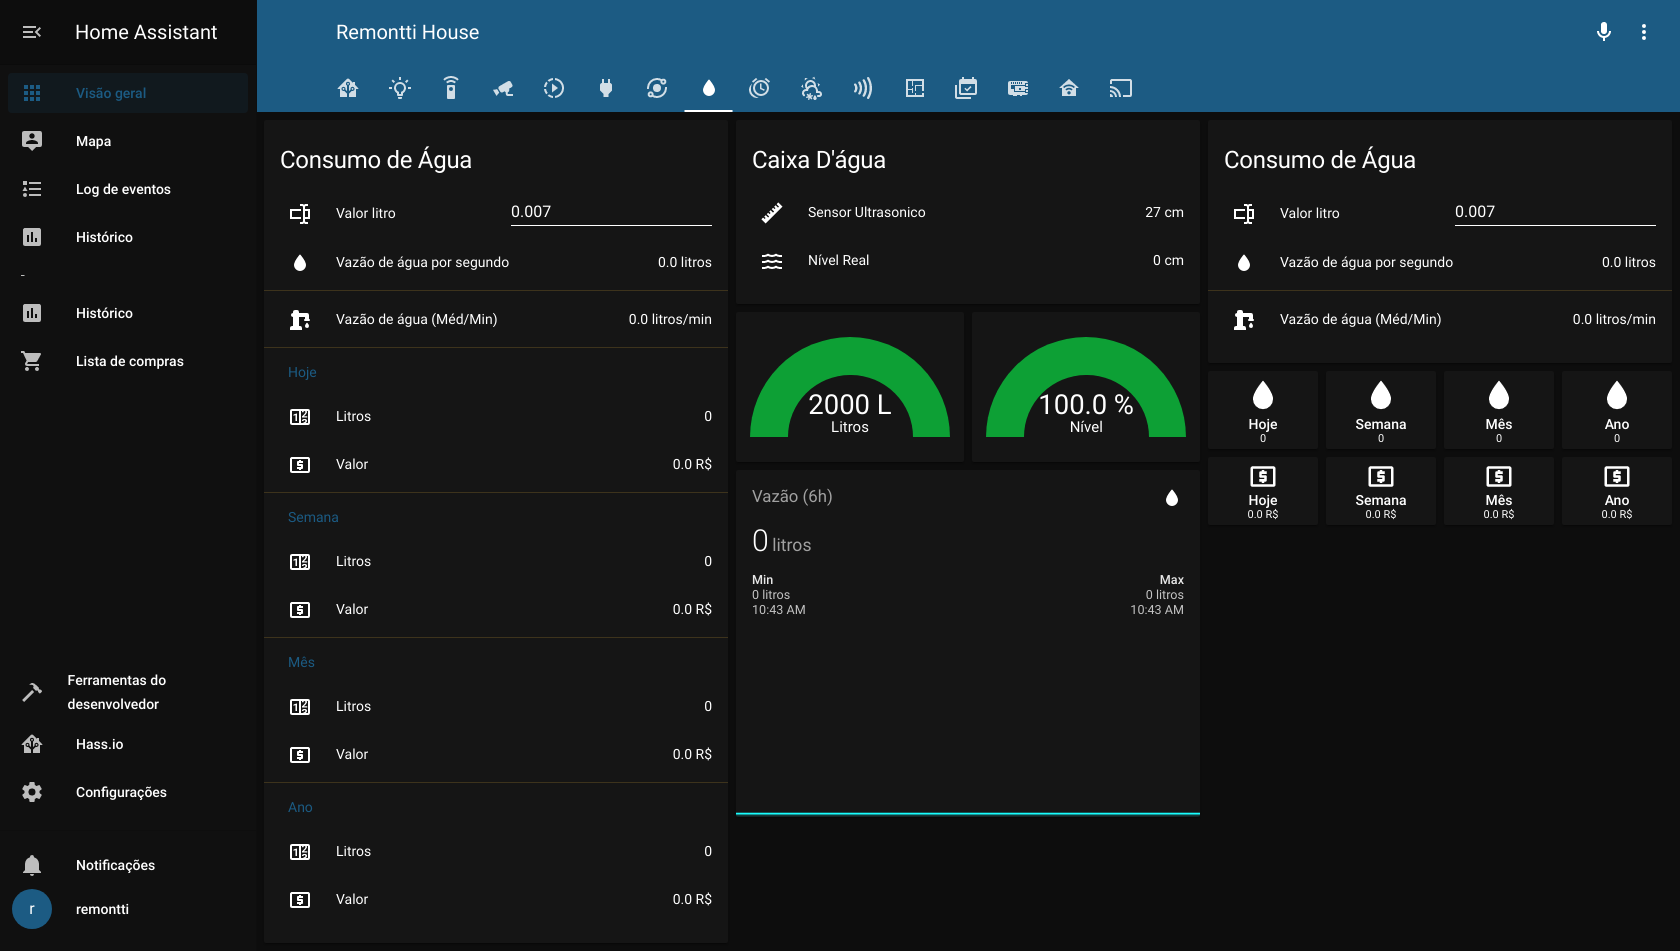 Home Assistant
Visão geral
Mapa
Log de eventos
Histórico
-
Histórico
Lista de compras
Ferramentas do
desenvolvedor
Hass.io
Configurações
Notificações
r
remontti
Remontti House
Consumo de Água
Valor litro 0.007
Vazão de água por segundo 0.0 litros
Vazão de água (Méd/Min) 0.0 litros/min
Hoje
Litros 0
Valor 0.0 R$
Semana
Litros 0
Valor 0.0 R$
Mês
Litros 0
Valor 0.0 R$
Ano
Litros 0
Valor 0.0 R$
Caixa D'água
Sensor Ultrasonico 27 cm
Nível Real 0 cm
2000 L
Litros
100.0 %
Nível
Vazão (6h)
0 litros
Min Max
0 litros 0 litros
10:43 AM 10:43 AM
Consumo de Água
Valor litro 0.007
Vazão de água por segundo 0.0 litros
Vazão de água (Méd/Min) 0.0 litros/min
Hoje Semana Mês Ano
0 0 0 0
Hoje Semana Mês Ano
0.0 R$ 0.0 R$ 0.0 R$ 0.0 R$